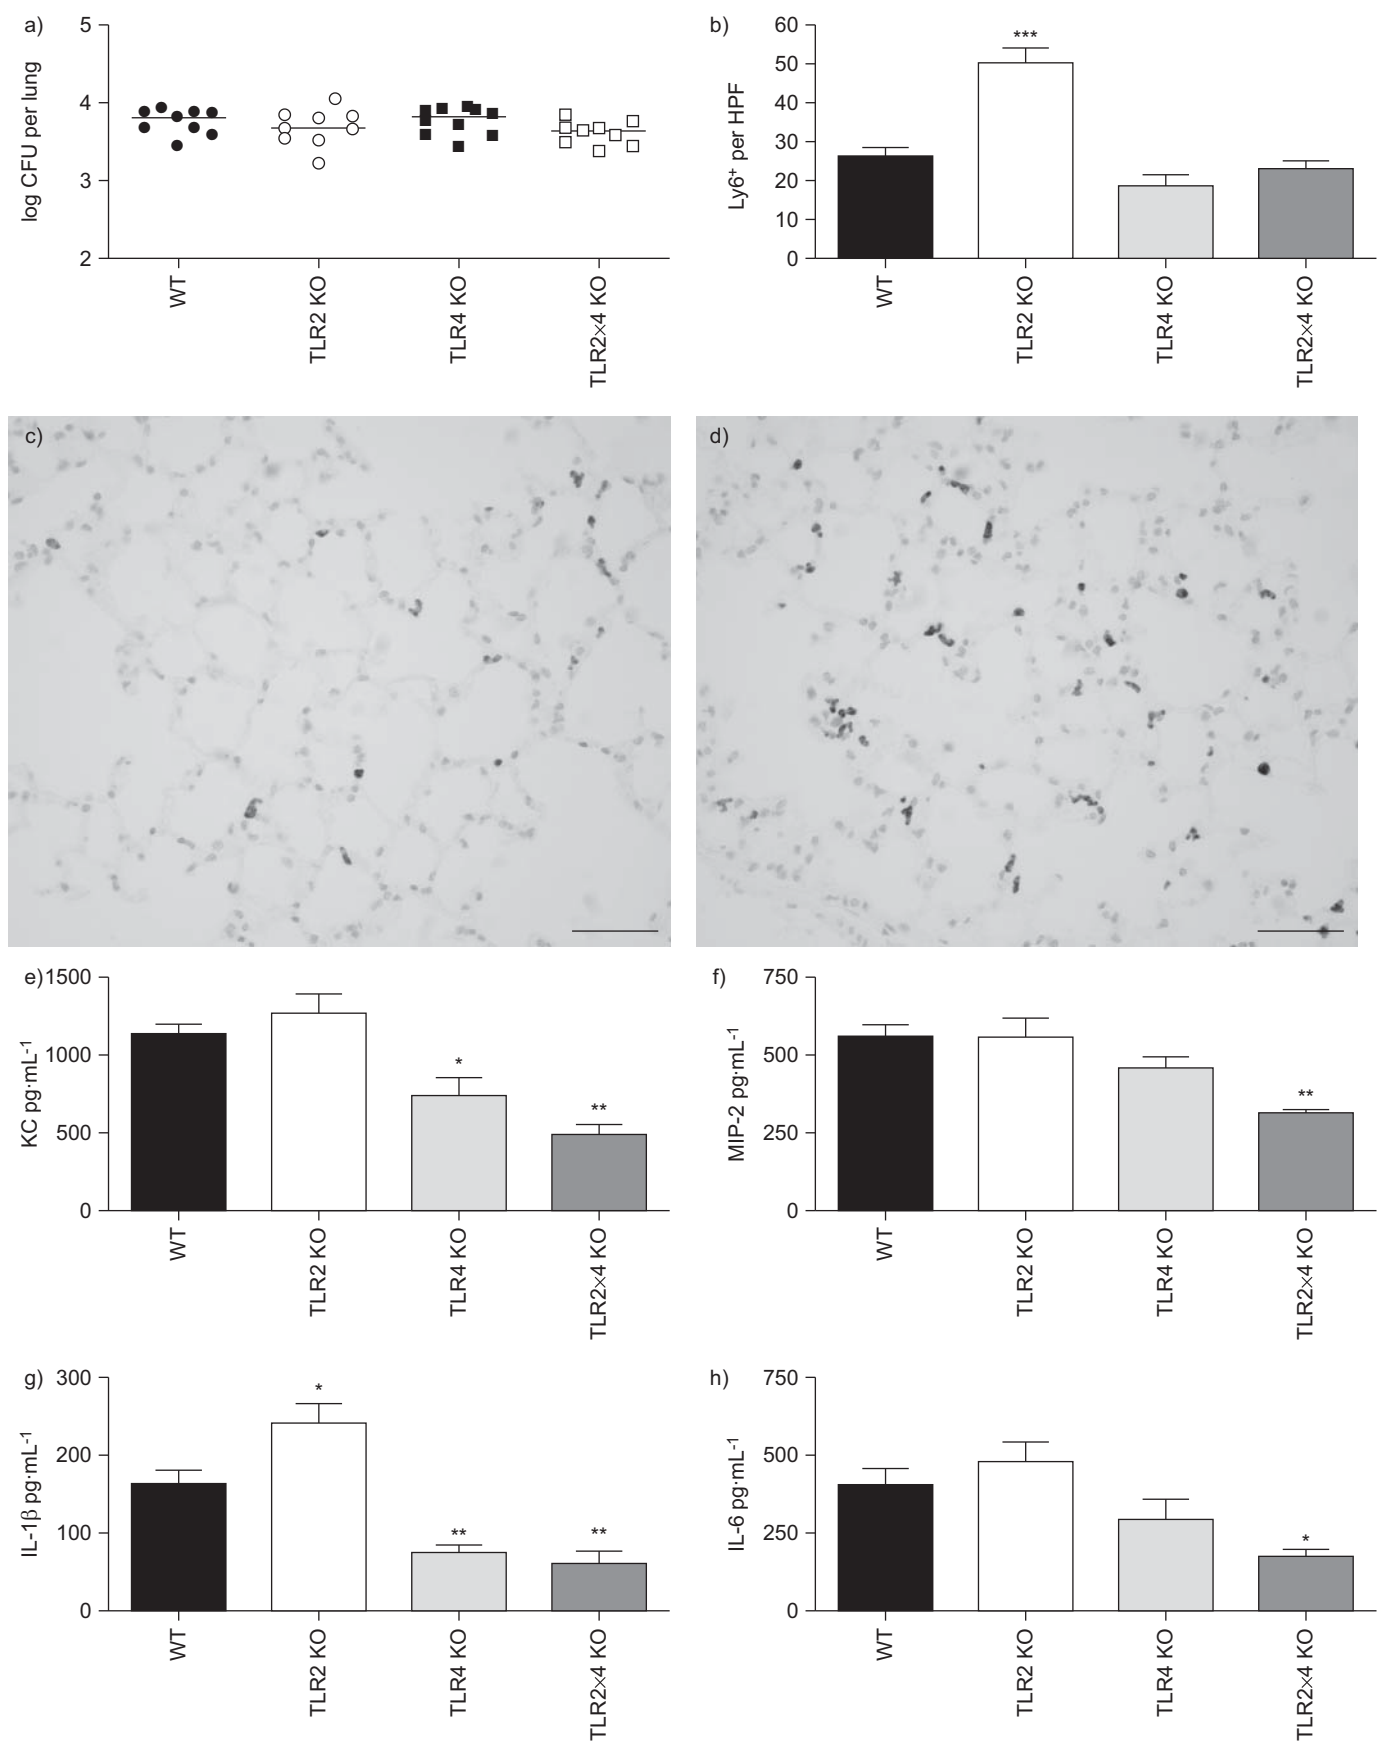 a)
5
4
3
2
log CFU per lung
WT
TLR2 KO
TLR4 KO
TLR2×4 KO
b)
60
50
40
30
20
10
0
Ly6⁺ per HPF
***
WT
TLR2 KO
TLR4 KO
TLR2×4 KO
c)
d)
e)
1500
1000
500
0
KC pg·mL⁻¹
*
**
WT
TLR2 KO
TLR4 KO
TLR2×4 KO
f)
750
500
250
0
MIP-2 pg·mL⁻¹
**
WT
TLR2 KO
TLR4 KO
TLR2×4 KO
g)
300
200
100
0
IL-1β pg·mL⁻¹
*
**
**
WT
TLR2 KO
TLR4 KO
TLR2×4 KO
h)
750
500
250
0
IL-6 pg·mL⁻¹
*
WT
TLR2 KO
TLR4 KO
TLR2×4 KO